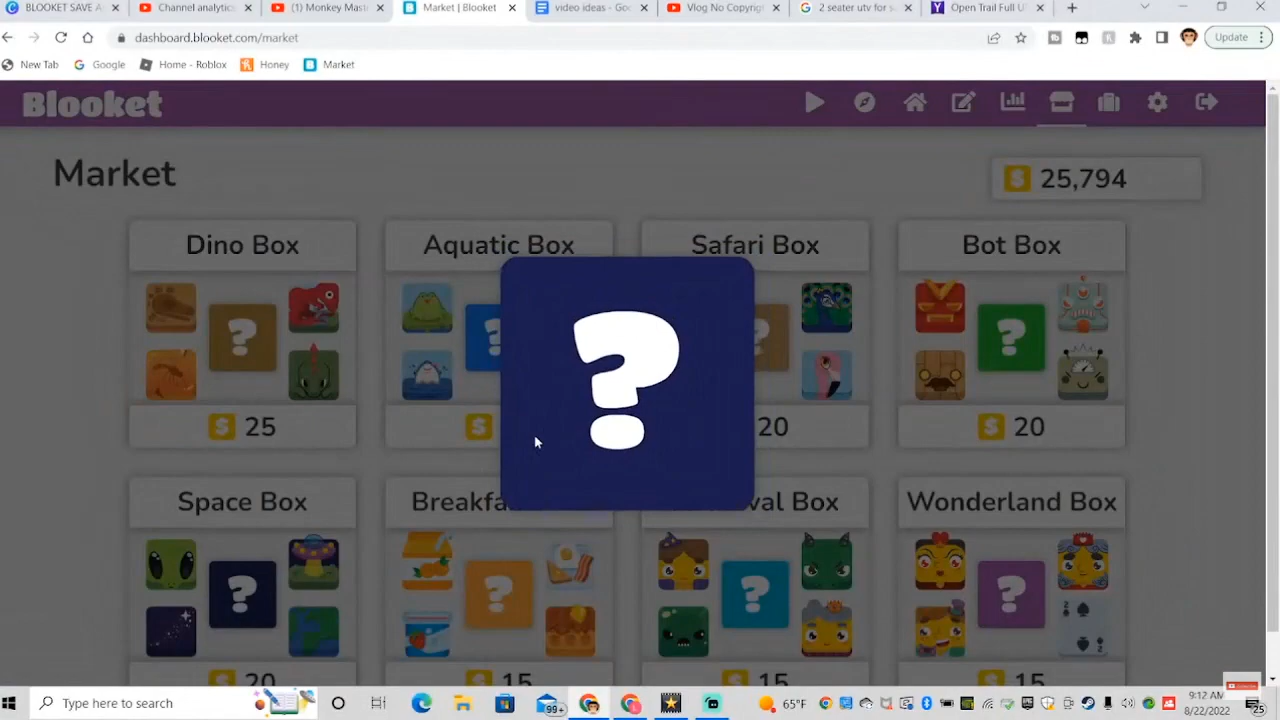 BLOOKET SAVE A
Channel analytic
(1) Monkey Mast
Market | Blooket
video ideas - Goo
Vlog No Copyrig
2 seater utv for s
Open Trail Full U
dashboard.blooket.com/market
Update
New Tab
Google
Home - Roblox
Honey
Market
Blooket
Market
25,794
Dino Box
Aquatic Box
Safari Box
Bot Box
?
?
?
?
?
25
20
20
Space Box
Breakfa
val Box
Wonderland Box
?
?
?
?
20
15
15
15
Type here to search
99+
65°F
9:12 AM
8/22/2022
25